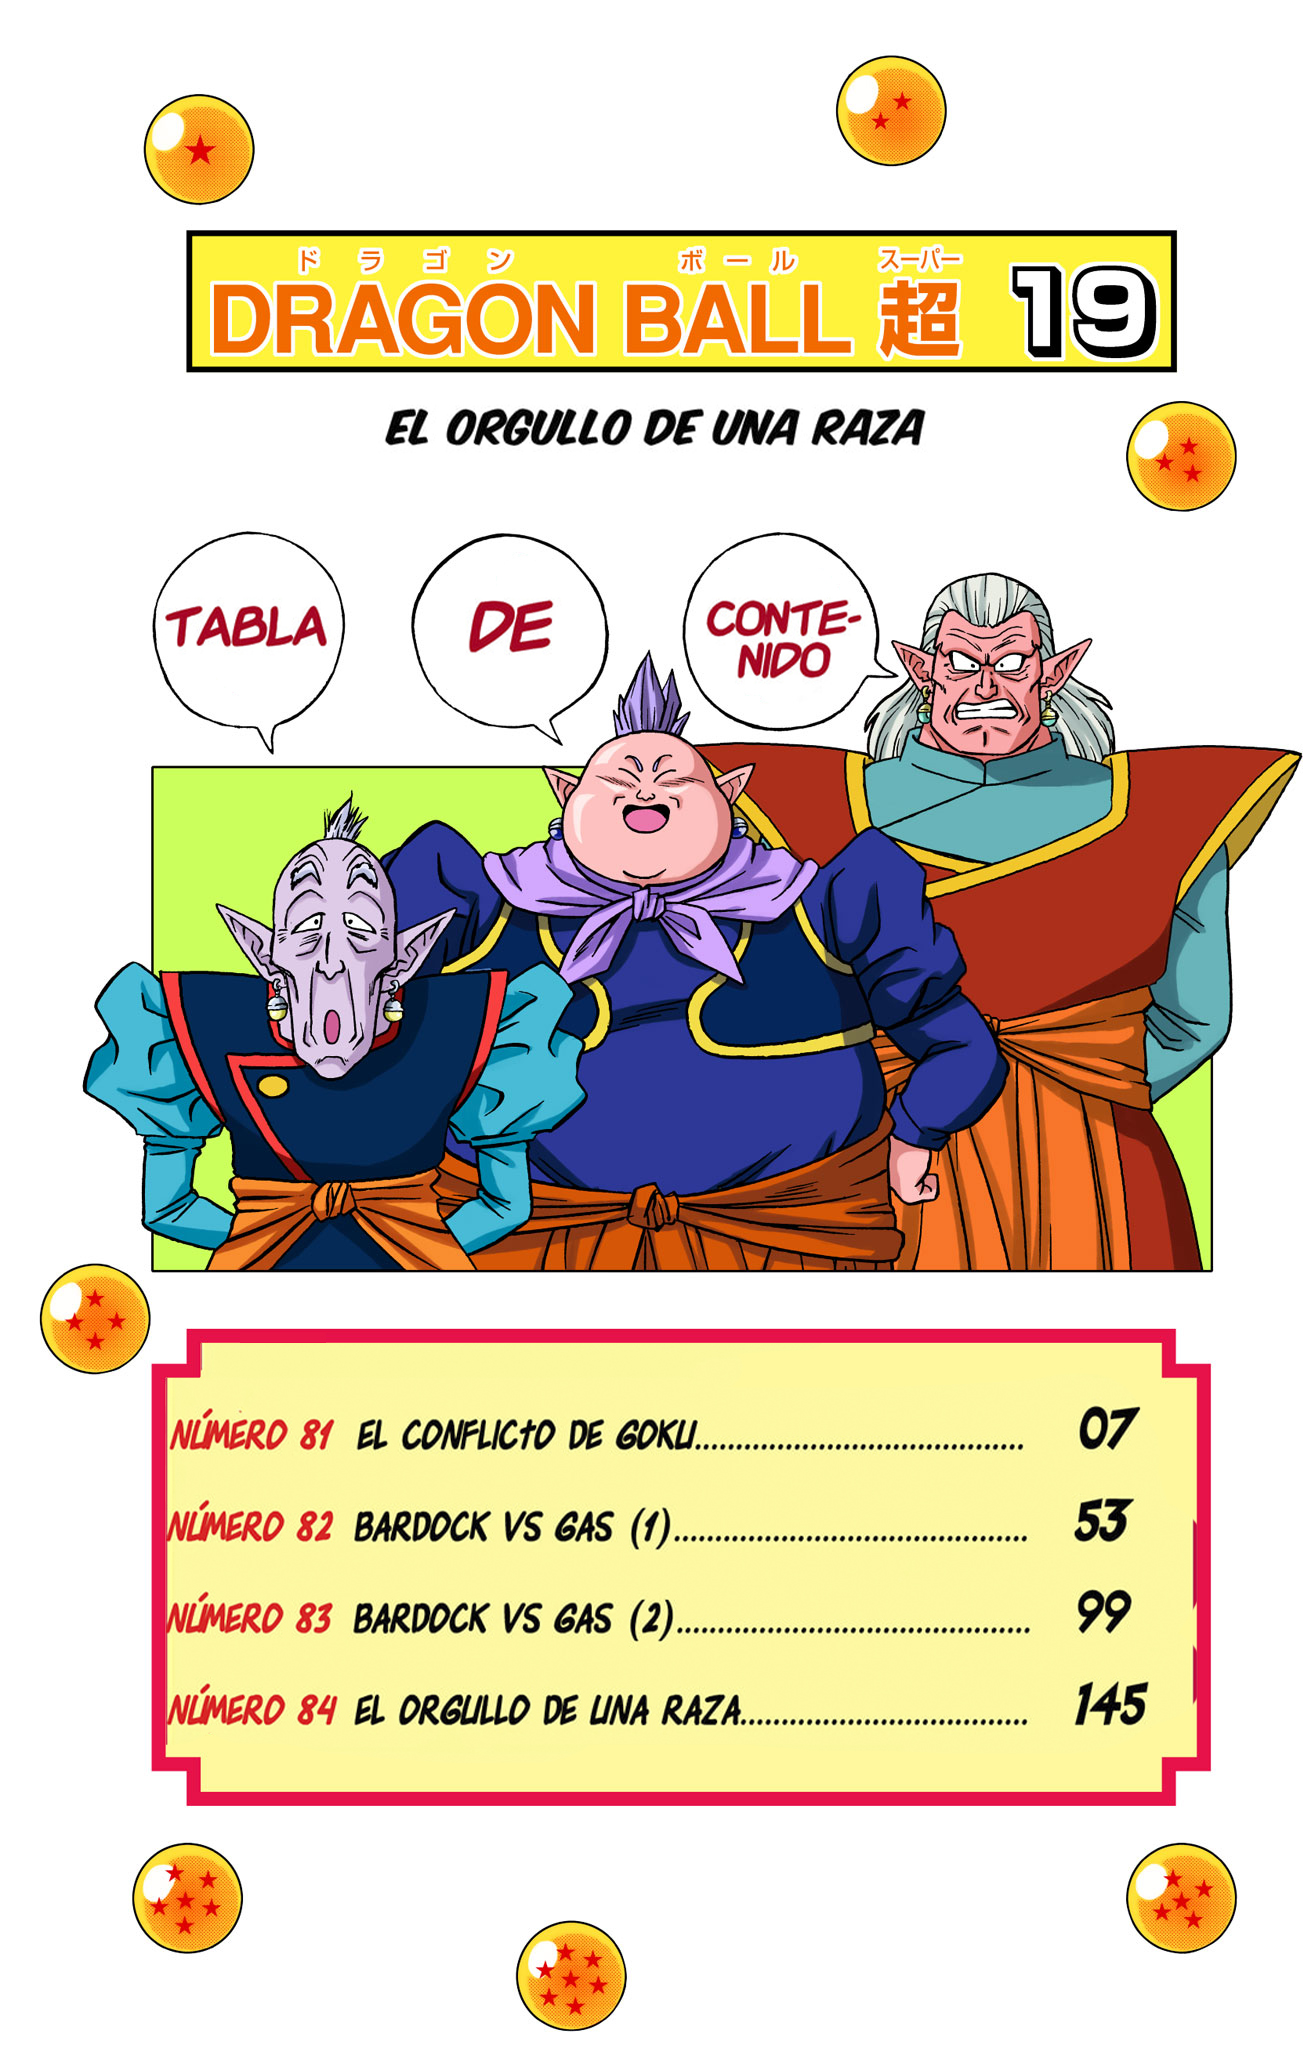 ドラゴン ボール スーパー
DRAGON BALL 超 19
EL ORGULLO DE UNA RAZA
TABLA
DE
CONTE-
NIDO
NÚMERO 81 EL CONFLICTO DE GOKU........................................ 07
NÚMERO 82 BARDOCK VS GAS (1)........................................... 53
NÚMERO 83 BARDOCK VS GAS (2)........................................... 99
NÚMERO 84 EL ORGULLO DE UNA RAZA................................... 145